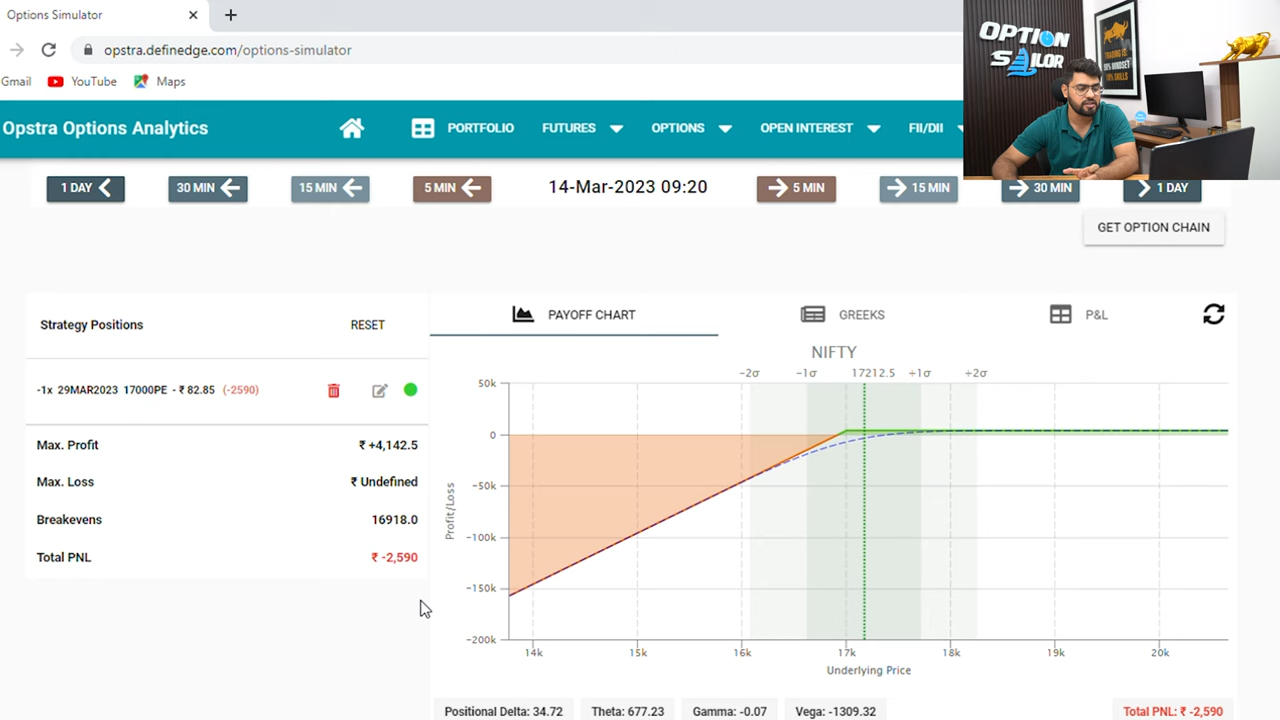 Options Simulator
opstra.definedge.com/options-simulator
Gmail YouTube Maps
OPTION
SAILOR
TRADING IS
80% MINDSET
Opstra Options Analytics PORTFOLIO FUTURES OPTIONS OPEN INTEREST FII/DII
1 DAY 30 MIN 15 MIN 5 MIN 14-Mar-2023 09:20 5 MIN 15 MIN 30 MIN 1 DAY
GET OPTION CHAIN
Strategy Positions RESET
PAYOFF CHART GREEKS P&L
-1x 29MAR2023 17000PE - ₹ 82.85 (-2590)
Max. Profit ₹ +4,142.5
Max. Loss ₹ Undefined
Breakevens 16918.0
Total PNL ₹ -2,590
NIFTY
-2σ -1σ 17212.5 +1σ +2σ
50k
0
-50k
-100k
-150k
-200k
Profit/Loss
14k 15k 16k 17k 18k 19k 20k
Underlying Price
Positional Delta: 34.72 Theta: 677.23 Gamma: -0.07 Vega: -1309.32 Total PNL: ₹ -2,590